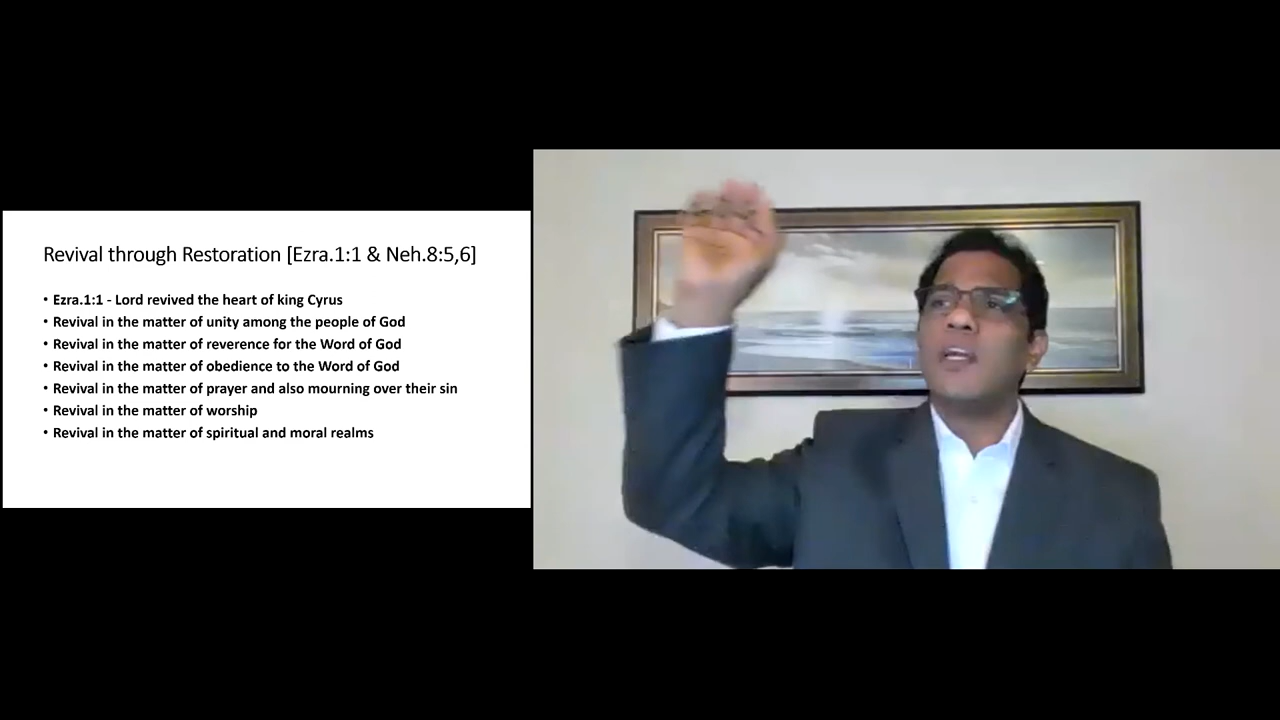 Revival through Restoration [Ezra.1:1 & Neh.8:5,6]
• Ezra.1:1 - Lord revived the heart of king Cyrus
• Revival in the matter of unity among the people of God
• Revival in the matter of reverence for the Word of God
• Revival in the matter of obedience to the Word of God
• Revival in the matter of prayer and also mourning over their sin
• Revival in the matter of worship
• Revival in the matter of spiritual and moral realms